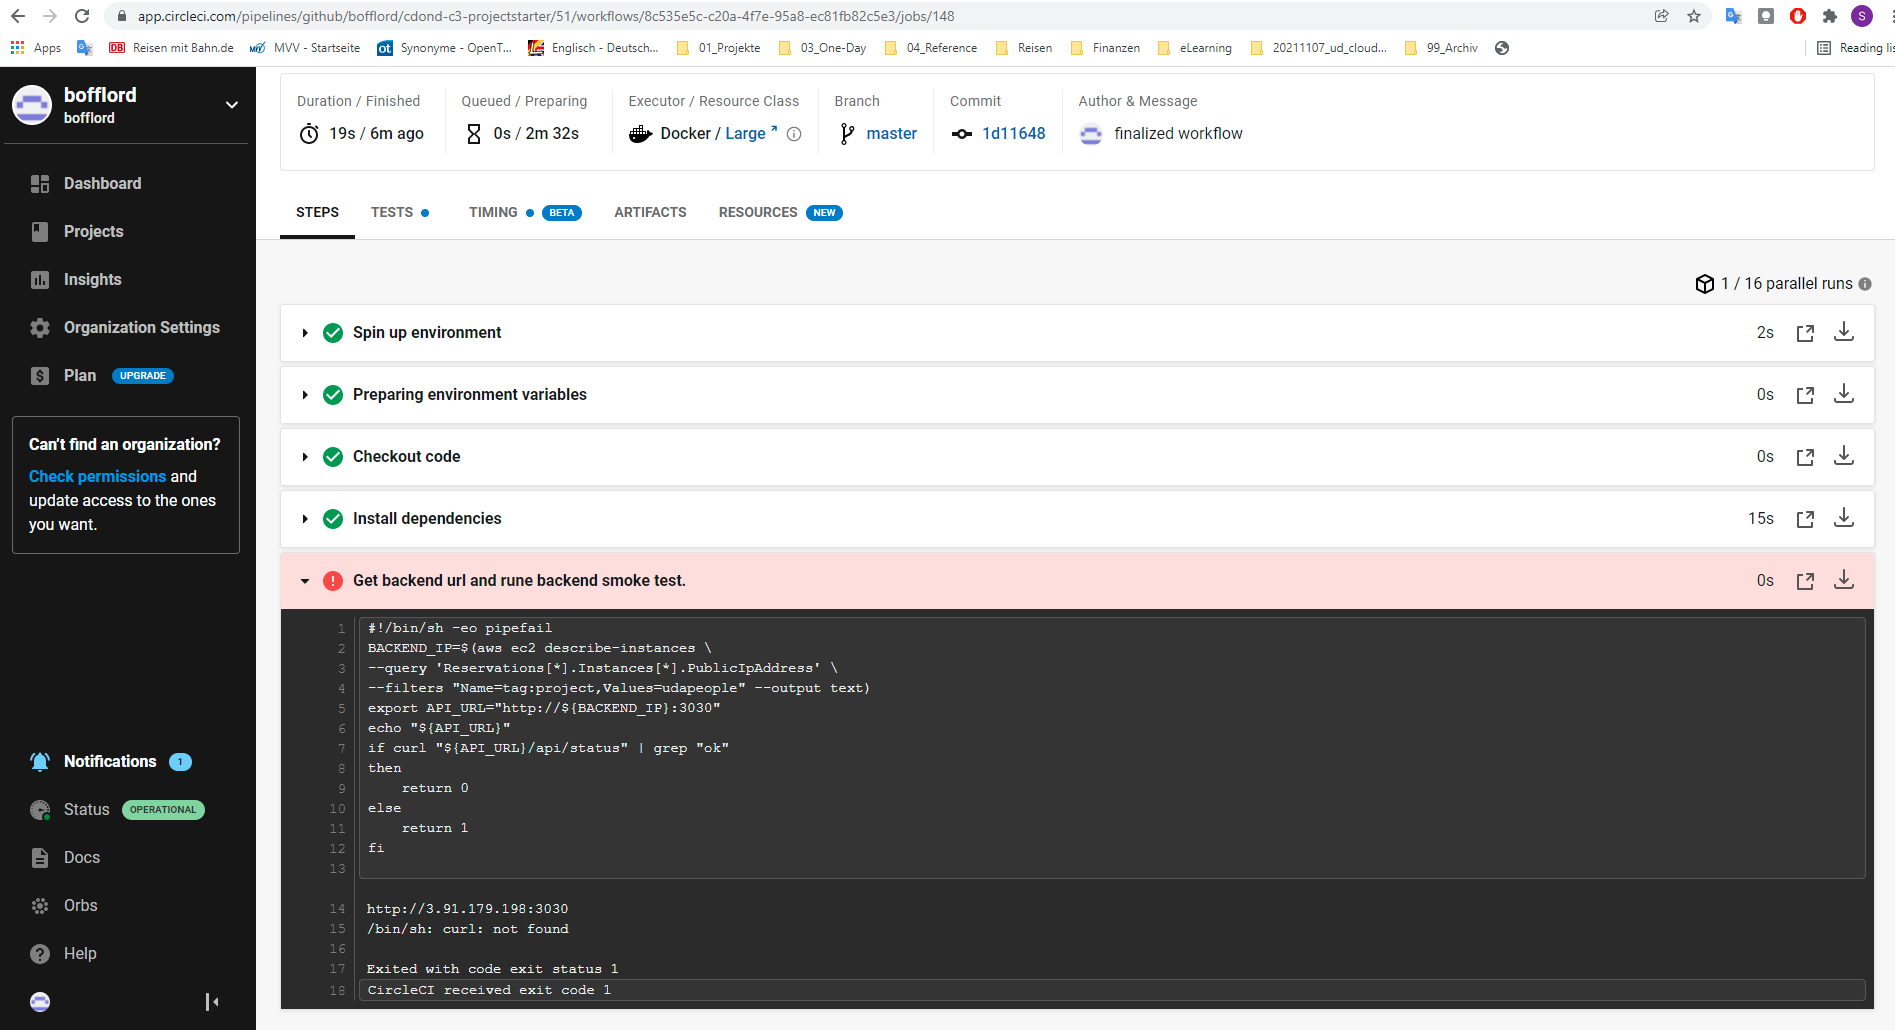 app.circleci.com/pipelines/github/bofflord/cdond-c3-projectstarter/51/workflows/8c535e5c-c20a-4f7e-95a8-ec81fb82c5e3/jobs/148
S
Apps DB Reisen mit Bahn.de MVV - Startseite ot Synonyme - OpenT... Englisch - Deutsch... 01_Projekte 03_One-Day 04_Reference Reisen Finanzen eLearning 20211107_ud_cloud... 99_Archiv Reading lis
bofflord
bofflord
Dashboard
Projects
Insights
Organization Settings
Plan UPGRADE
Can't find an organization?
Check permissions and
update access to the ones
you want.
Notifications 1
Status OPERATIONAL
Docs
Orbs
Help
Duration / Finished Queued / Preparing Executor / Resource Class Branch Commit Author & Message
19s / 6m ago 0s / 2m 32s Docker / Large master 1d11648 finalized workflow
STEPS TESTS TIMING BETA ARTIFACTS RESOURCES NEW
1 / 16 parallel runs
Spin up environment 2s
Preparing environment variables 0s
Checkout code 0s
Install dependencies 15s
Get backend url and rune backend smoke test. 0s
1 #!/bin/sh -eo pipefail
2 BACKEND_IP=$(aws ec2 describe-instances \
3 --query 'Reservations[*].Instances[*].PublicIpAddress' \
4 --filters "Name=tag:project,Values=udapeople" --output text)
5 export API_URL="http://${BACKEND_IP}:3030"
6 echo "${API_URL}"
7 if curl "${API_URL}/api/status" | grep "ok"
8 then
9 return 0
10 else
11 return 1
12 fi
13
14 http://3.91.179.198:3030
15 /bin/sh: curl: not found
16
17 Exited with code exit status 1
18 CircleCI received exit code 1